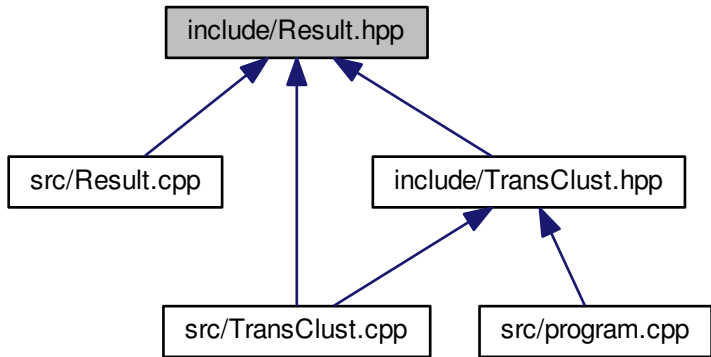 include/Result.hpp
src/Result.cpp
include/TransClust.hpp
src/TransClust.cpp
src/program.cpp